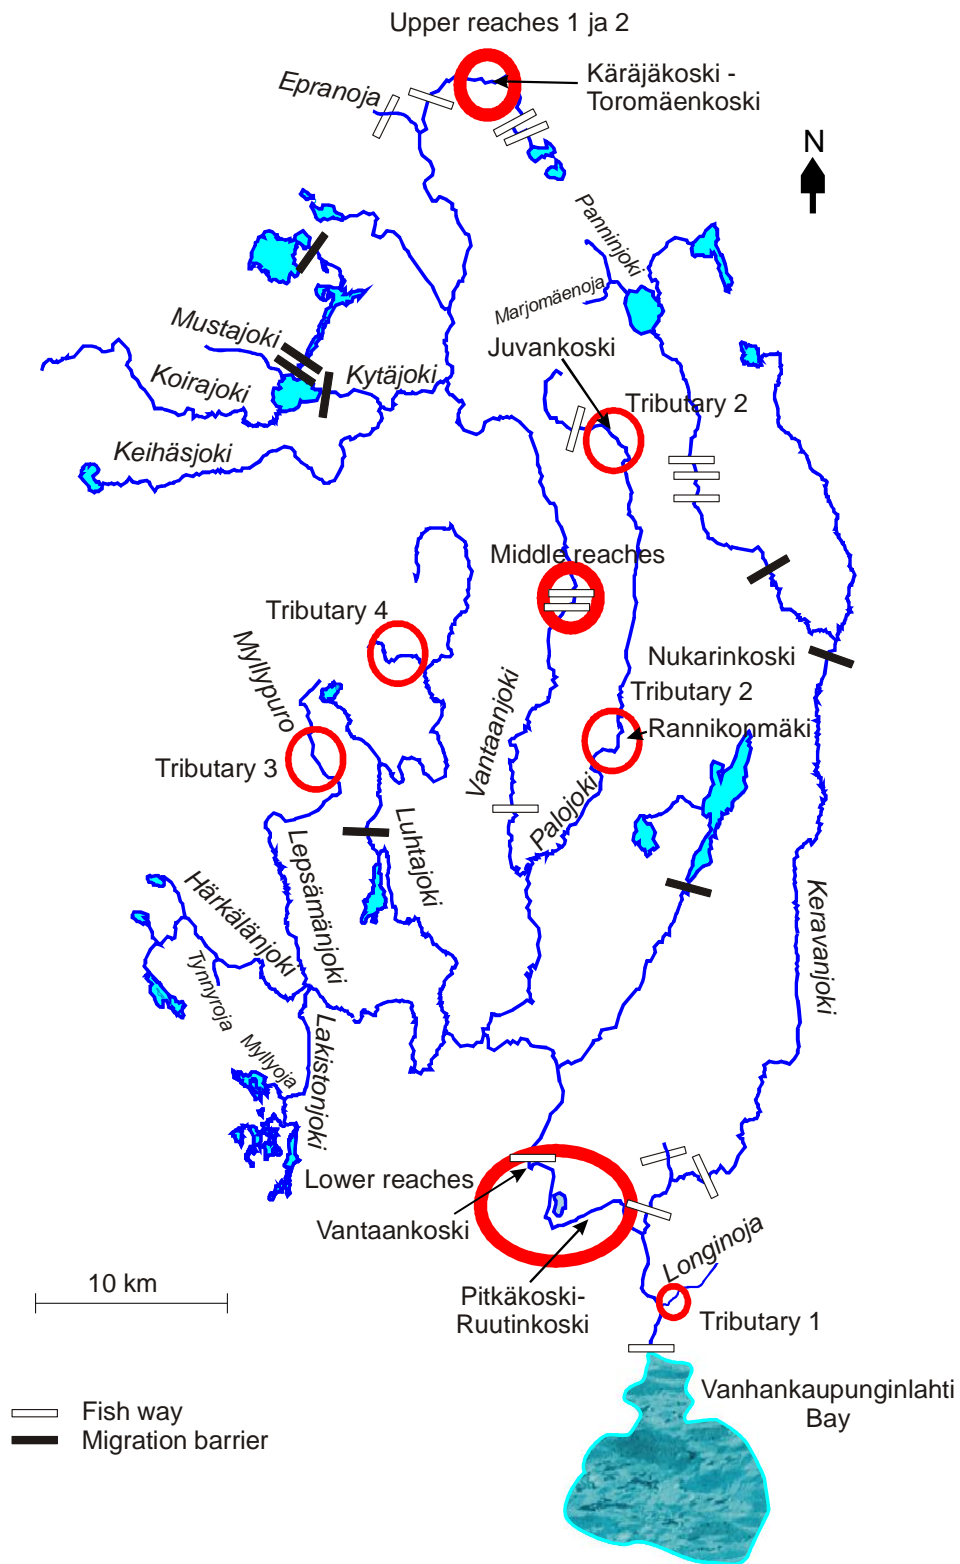 Upper reaches 1 ja 2
Käräjäkoski -
Toromäenkoski
Epranoja
N
Panninjoki
Marjomäenoja
Mustajoki
Juvankoski
Koirajoki
Kytäjoki
Tributary 2
Keihäsjoki
Middle reaches
Tributary 4
Myllypuro
Nukarinkoski
Tributary 2
Rannikonmäki
Vantaanjoki
Tributary 3
Palojoki
Luhtajoki
Lepsämänjoki
Härkälänjoki
Keravanjoki
Tynnyroja
Myllyoja
Lakistonjoki
Lower reaches
Vantaankoski
Longinoja
10 km
Pitkäkoski-
Ruutinkoski
Tributary 1
Vanhankaupunginlahti
Bay
Fish way
Migration barrier